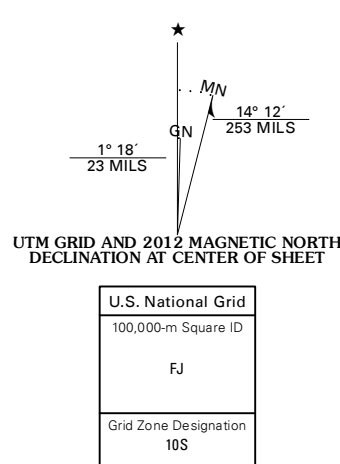 ★
MN
GN
14° 12´
253 MILS
1° 18´
23 MILS
UTM GRID AND 2012 MAGNETIC NORTH
DECLINATION AT CENTER OF SHEET
U.S. National Grid
100,000-m Square ID
FJ
Grid Zone Designation
10S